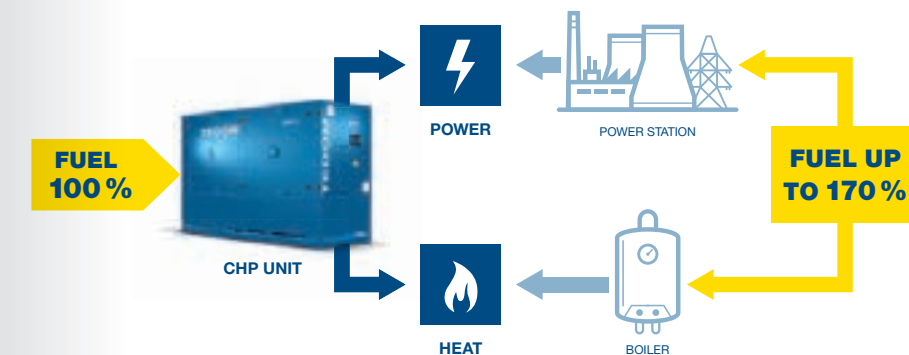 POWER
POWER STATION
FUEL
100 %
FUEL UP
TO 170 %
CHP UNIT
HEAT
BOILER